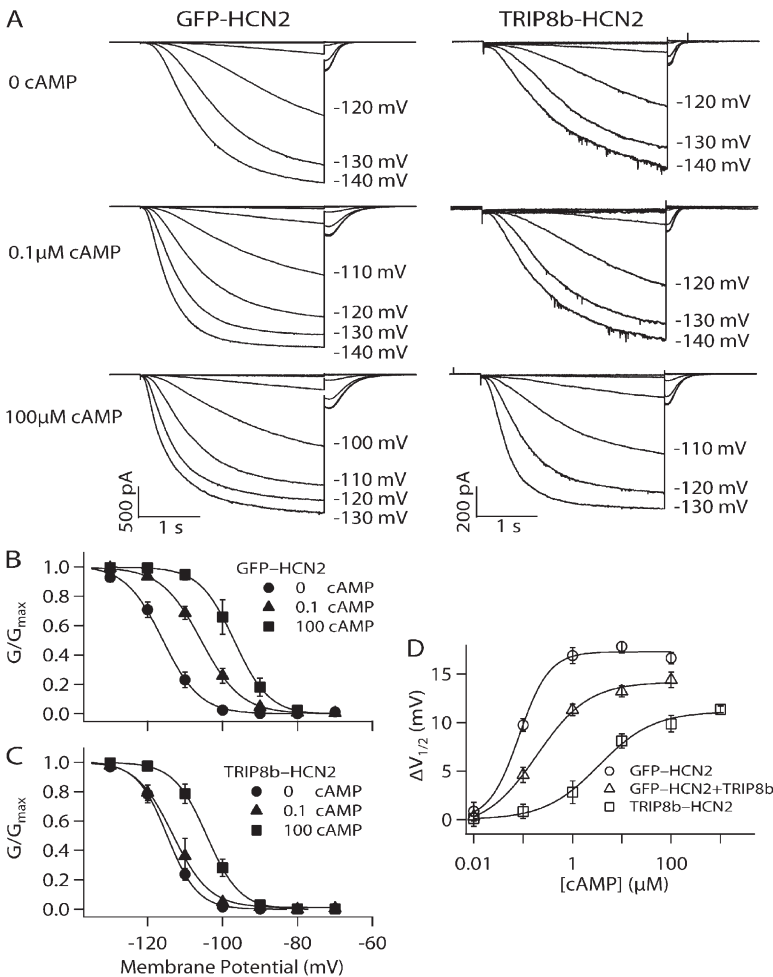 A
GFP-HCN2
TRIP8b-HCN2
0 cAMP
-120 mV
-130 mV
-140 mV
-120 mV
-130 mV
-140 mV
0.1µM cAMP
-110 mV
-120 mV
-130 mV
-140 mV
-120 mV
-130 mV
-140 mV
100µM cAMP
-100 mV
-110 mV
-120 mV
-130 mV
500 pA
1 s
-110 mV
-120 mV
-130 mV
200 pA
1 s
B
GFP–HCN2
0 cAMP
0.1 cAMP
100 cAMP
G/Gmax
1.0
0.8
0.6
0.4
0.2
0.0
-120
-100
-80
-60
C
TRIP8b–HCN2
0 cAMP
0.1 cAMP
100 cAMP
G/Gmax
1.0
0.8
0.6
0.4
0.2
0.0
-120
-100
-80
-60
Membrane Potential (mV)
D
ΔV1/2 (mV)
15
10
5
0
GFP–HCN2
GFP–HCN2+TRIP8b
TRIP8b–HCN2
0.01
1
100
[cAMP] (µM)